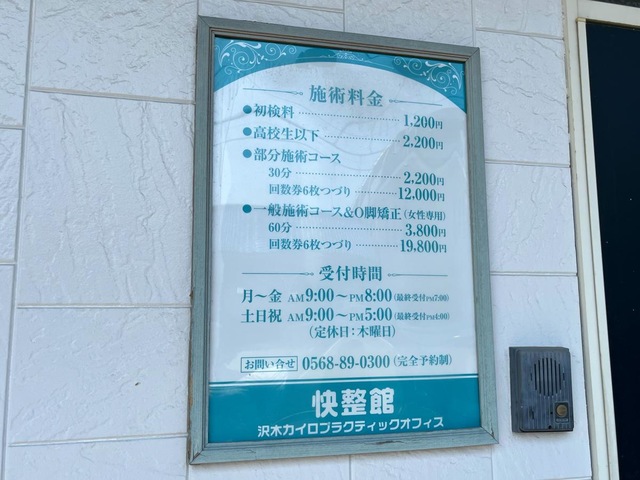 施術料金
●初検料 1,200円
●高校生以下 2,200円
●部分施術コース
30分 2,200円
回数券6枚つづり 12,000円
●一般施術コース&O脚矯正(女性専用)
60分 3,800円
回数券6枚つづり 19,800円
受付時間
月〜金 AM9:00〜PM8:00(最終受付PM7:00)
土日祝 AM9:00〜PM5:00(最終受付PM4:00)
(定休日:木曜日)
お問い合せ 0568-89-0300(完全予約制)
快整館
沢木カイロプラクティックオフィス